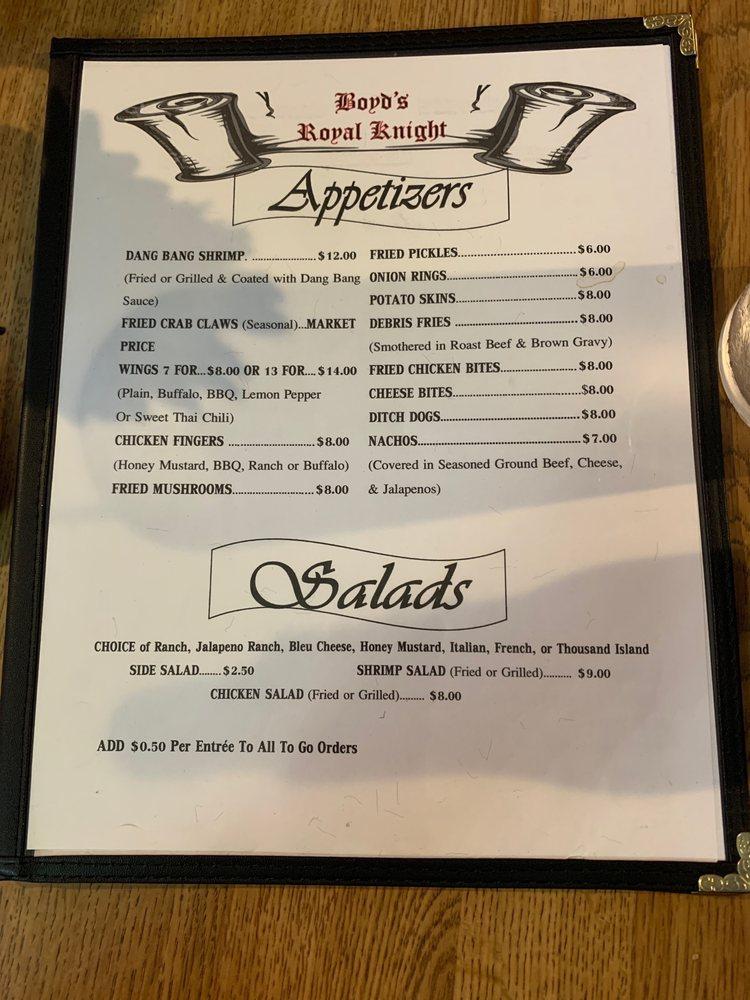 Boyd's
Royal Knight
Appetizers
DANG BANG SHRIMP. ..................... $12.00
(Fried or Grilled & Coated with Dang Bang
Sauce)
FRIED CRAB CLAWS (Seasonal)...MARKET
PRICE
WINGS 7 FOR...$8.00 OR 13 FOR.... $14.00
(Plain, Buffalo, BBQ, Lemon Pepper
Or Sweet Thai Chili)
CHICKEN FINGERS ............................ $8.00
(Honey Mustard, BBQ, Ranch or Buffalo)
FRIED MUSHROOMS........................... $8.00
FRIED PICKLES................................... $6.00
ONION RINGS....................................... $6.00
POTATO SKINS.................................... $8.00
DEBRIS FRIES ..................................... $8.00
(Smothered in Roast Beef & Brown Gravy)
FRIED CHICKEN BITES....................... $8.00
CHEESE BITES......................................$8.00
DITCH DOGS......................................... $8.00
NACHOS................................................ $7.00
(Covered in Seasoned Ground Beef, Cheese,
& Jalapenos)
Salads
CHOICE of Ranch, Jalapeno Ranch, Bleu Cheese, Honey Mustard, Italian, French, or Thousand Island
SIDE SALAD....... $2.50
SHRIMP SALAD (Fried or Grilled).......... $9.00
CHICKEN SALAD (Fried or Grilled)......... $8.00
ADD $0.50 Per Entrée To All To Go Orders